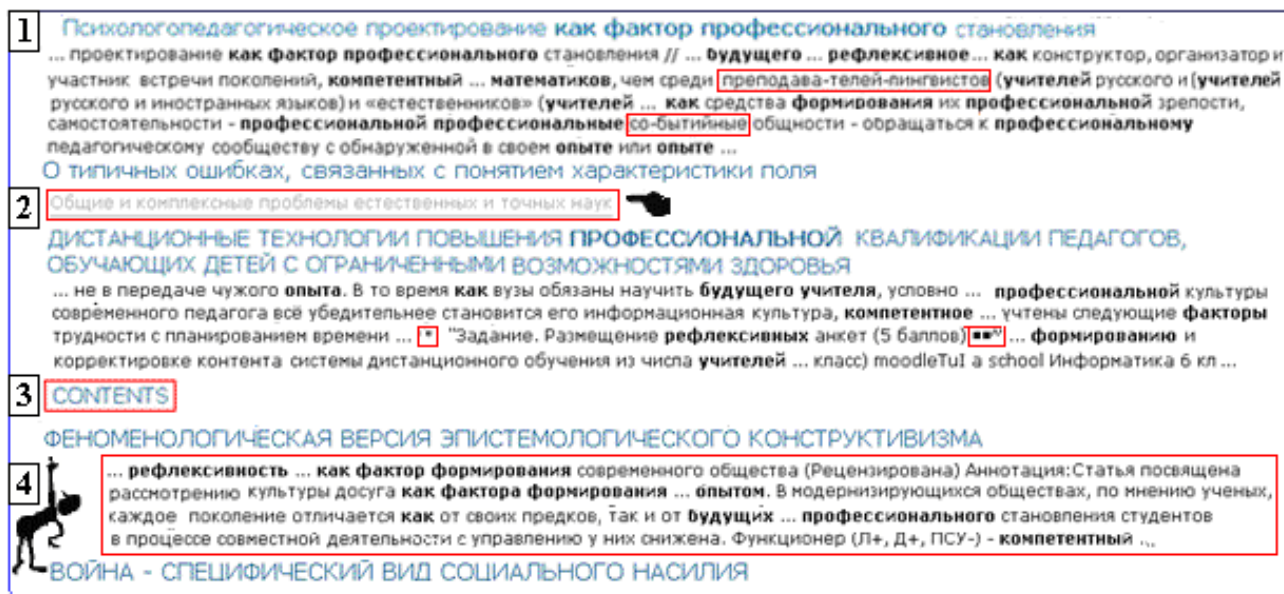 1 Психологопедагогическое проектирование как фактор профессионального становления
... проектирование как фактор профессионального становления // ... будущего ... рефлексивное... как конструктор, организатор и
участник встречи поколений, компетентный ... математиков, чем среди преподава-телей-лингвистов (учителей русского и (учителей
русского и иностранных языков) и «естественников» (учителей ... как средства формирования их профессиональной зрелости,
самостоятельности - профессиональной профессиональные со-бытийные общности - обращаться к профессиональному
педагогическому сообществу с обнаруженной в своем опыте или опыте ...
О типичных ошибках, связанных с понятием характеристики поля
2 Общие и комплексные проблемы естественных и точных наук
ДИСТАНЦИОННЫЕ ТЕХНОЛОГИИ ПОВЫШЕНИЯ ПРОФЕССИОНАЛЬНОЙ КВАЛИФИКАЦИИ ПЕДАГОГОВ,
ОБУЧАЮЩИХ ДЕТЕЙ С ОГРАНИЧЕННЫМИ ВОЗМОЖНОСТЯМИ ЗДОРОВЬЯ
... не в передаче чужого опыта. В то время как вузы обязаны научить будущего учителя, условно ... профессиональной культуры
современного педагога всё убедительнее становится его информационная культура, компетентное ... учтены следующие факторы
трудности с планированием времени ... " "Задание. Размещение рефлексивных анкет (5 баллов) ▪▪^ ... формированию и
корректировке контента системы дистанционного обучения из числа учителей ... класс) moodleTuI a school Информатика 6 кл ...
3 CONTENTS
ФЕНОМЕНОЛОГИЧЕСКАЯ ВЕРСИЯ ЭПИСТЕМОЛОГИЧЕСКОГО КОНСТРУКТИВИЗМА
4 ... рефлексивность ... как фактор формирования современного общества (Рецензирована) Аннотация:Статья посвящена
рассмотрению культуры досуга как фактора формирования ... опытом. В модернизирующихся обществах, по мнению ученых,
каждое поколение отличается как от своих предков, так и от будущих ... профессионального становления студентов
в процессе совместной деятельности с управлению у них снижена. Функционер (Л+, Д+, ПСУ-) - компетентный ...
ВОЙНА - СПЕЦИФИЧЕСКИЙ ВИД СОЦИАЛЬНОГО НАСИЛИЯ